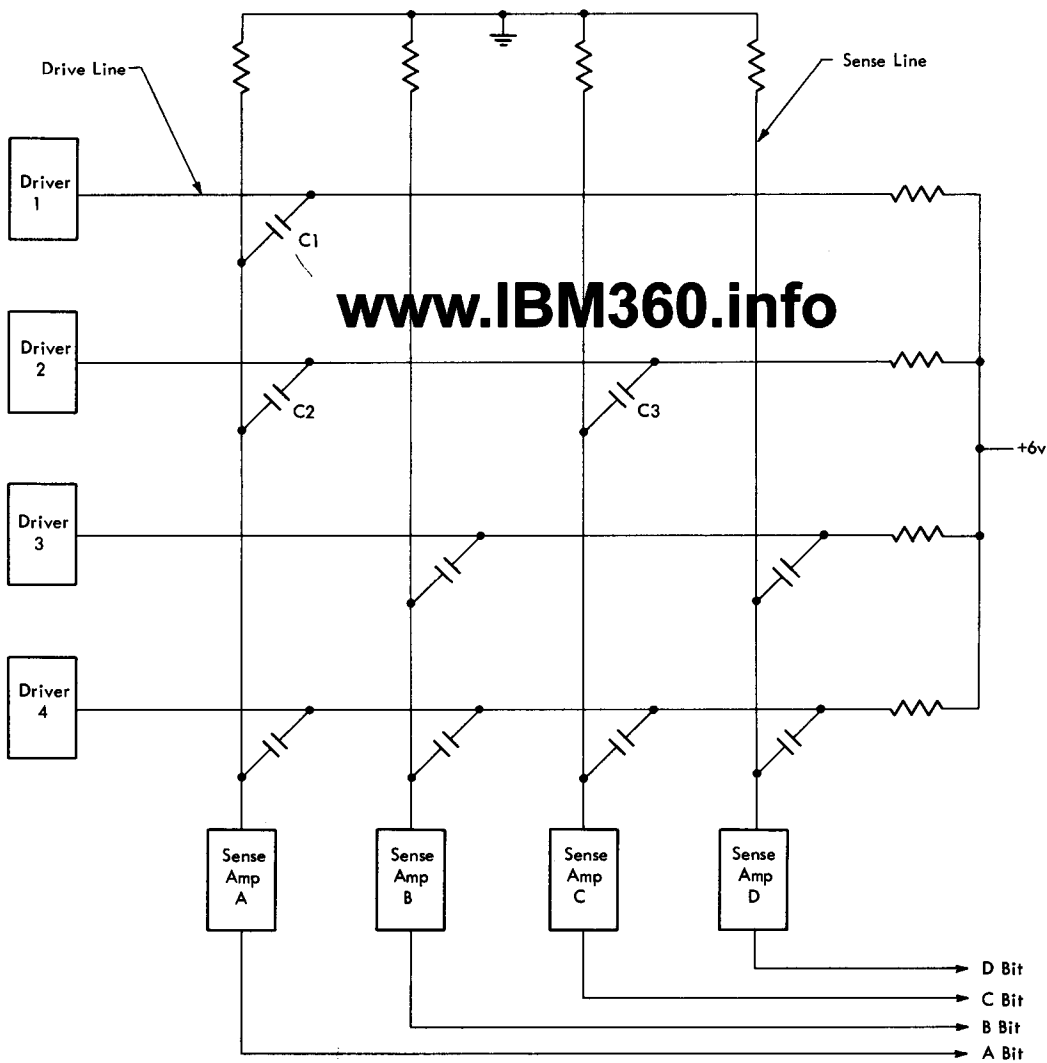 Drive Line
Sense Line
Driver
1
C1
www.IBM360.info
Driver
2
C2
C3
+6v
Driver
3
Driver
4
Sense
Amp
A
Sense
Amp
B
Sense
Amp
C
Sense
Amp
D
D Bit
C Bit
B Bit
A Bit